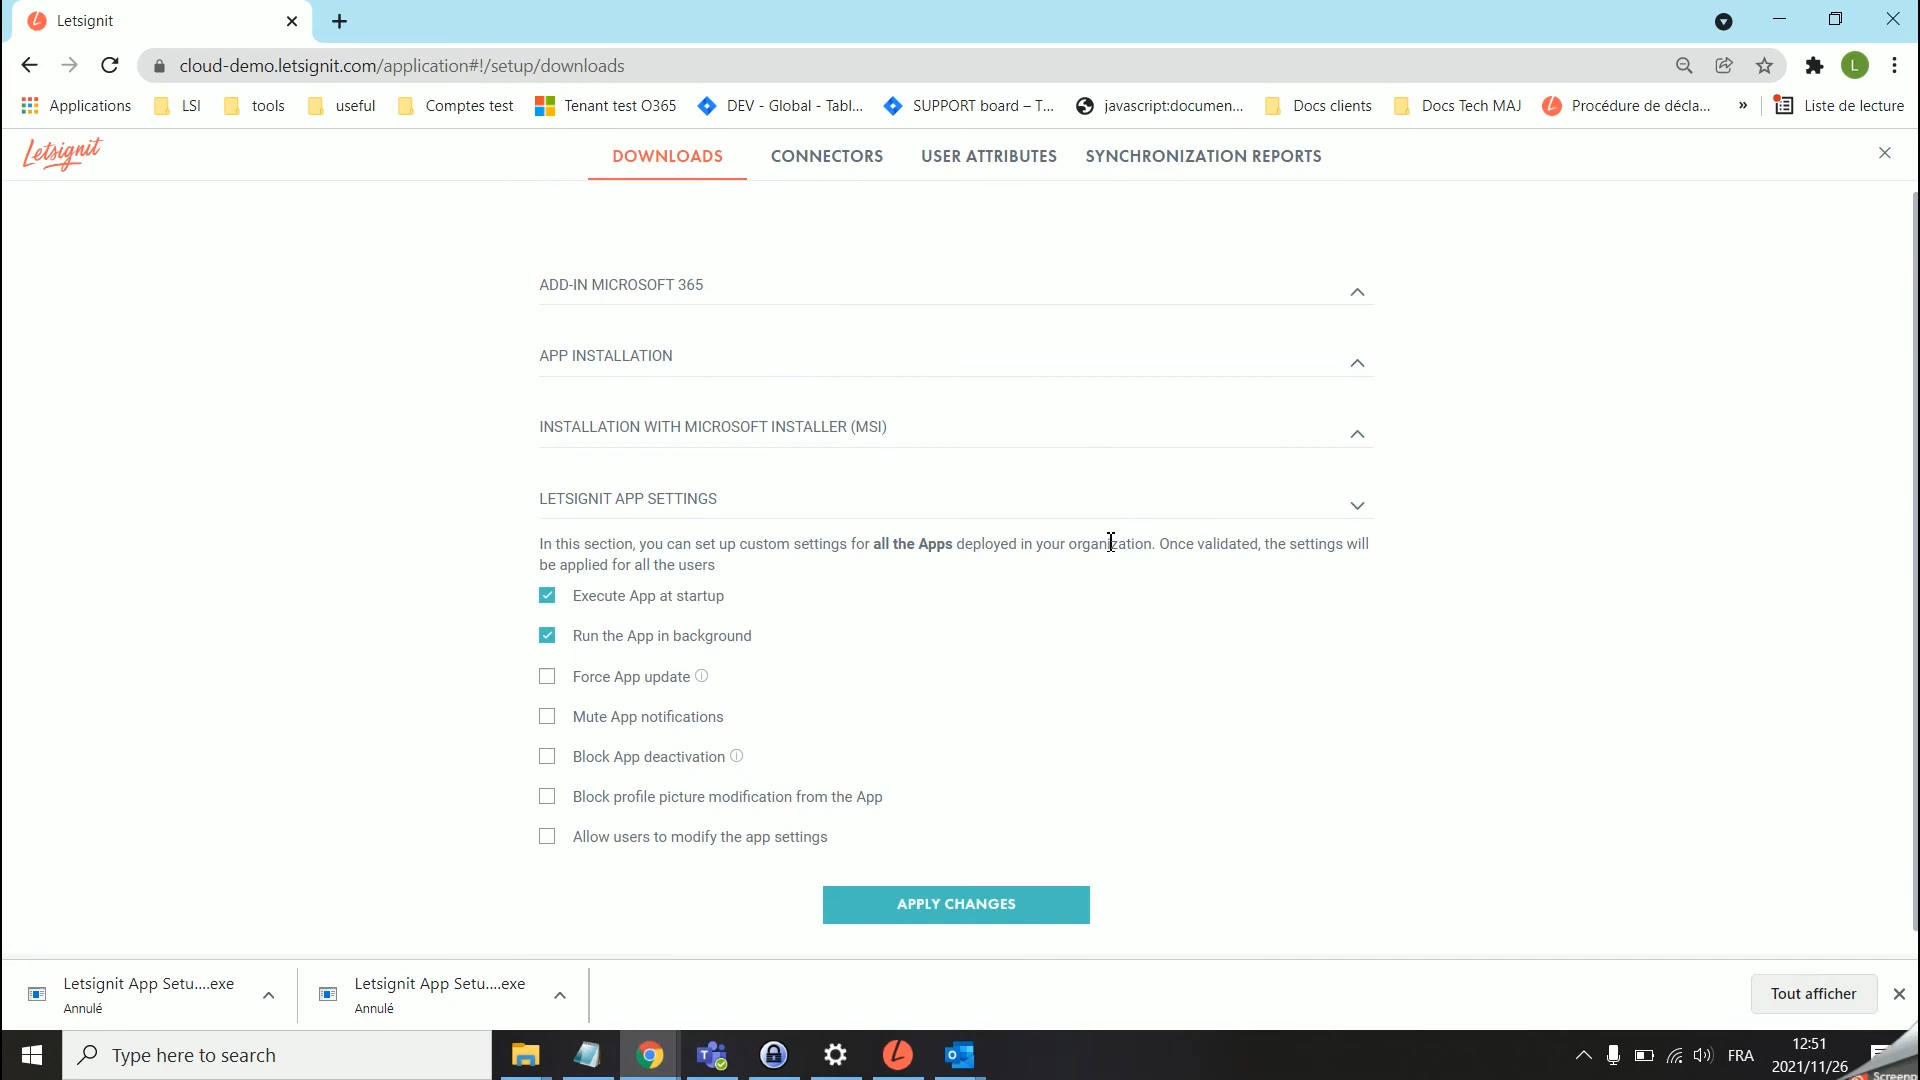 Letsignit
cloud-demo.letsignit.com/application#!/setup/downloads
L
Applications LSI tools useful Comptes test Tenant test O365 DEV - Global - Tabl... SUPPORT board – T... javascript:documen... Docs clients Docs Tech MAJ Procédure de décla... » Liste de lecture
Letsignit DOWNLOADS CONNECTORS USER ATTRIBUTES SYNCHRONIZATION REPORTS
ADD-IN MICROSOFT 365
APP INSTALLATION
INSTALLATION WITH MICROSOFT INSTALLER (MSI)
LETSIGNIT APP SETTINGS
In this section, you can set up custom settings for all the Apps deployed in your organization. Once validated, the settings will
be applied for all the users
Execute App at startup
Run the App in background
Force App update
Mute App notifications
Block App deactivation
Block profile picture modification from the App
Allow users to modify the app settings
APPLY CHANGES
Letsignit App Setu....exe
Annulé
Letsignit App Setu....exe
Annulé
Tout afficher
Type here to search
FRA
12:51
2021/11/26